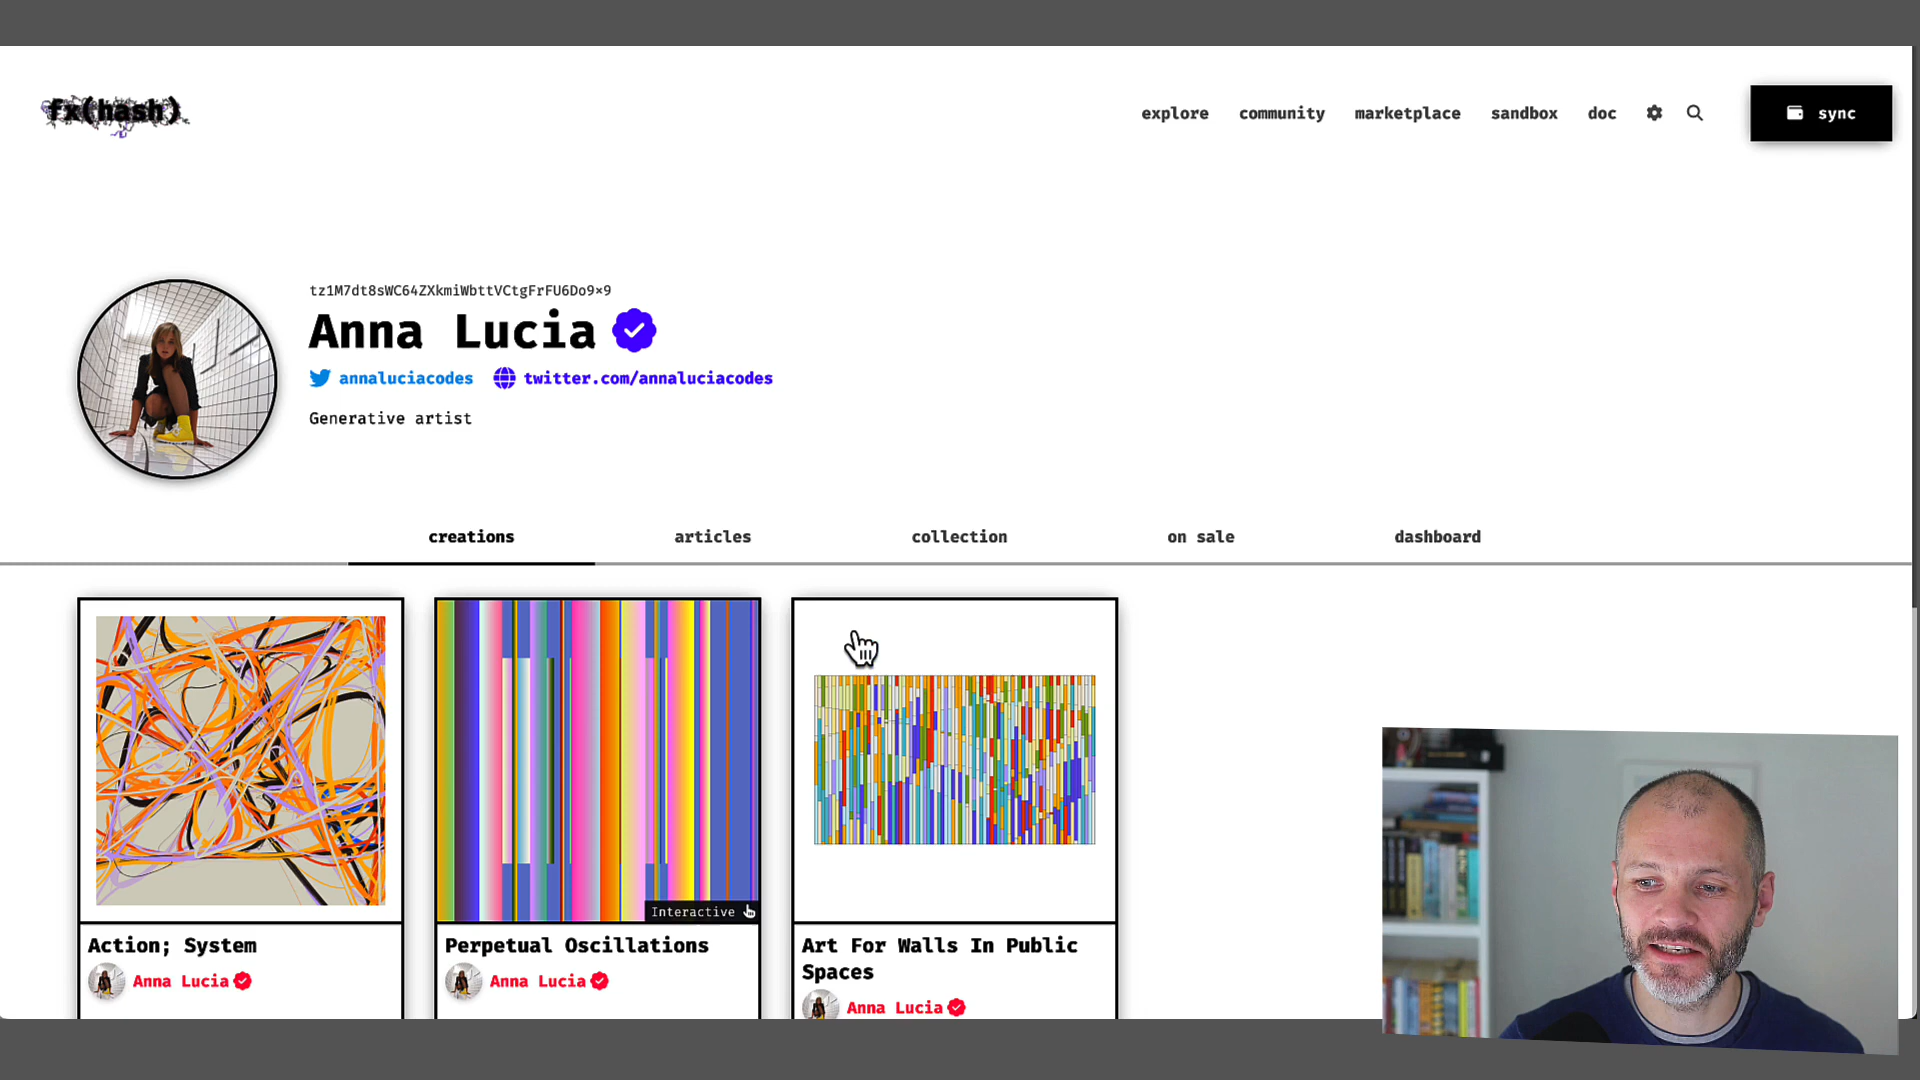 fx(hash)
explore community marketplace sandbox doc sync
tz1M7dt8sWC64ZXkmiWbttVCtgFrFU6Do9×9
Anna Lucia
annaluciacodes twitter.com/annaluciacodes
Generative artist
creations articles collection on sale dashboard
Interactive
Action; System
Anna Lucia
Perpetual Oscillations
Anna Lucia
Art For Walls In Public
Spaces
Anna Lucia